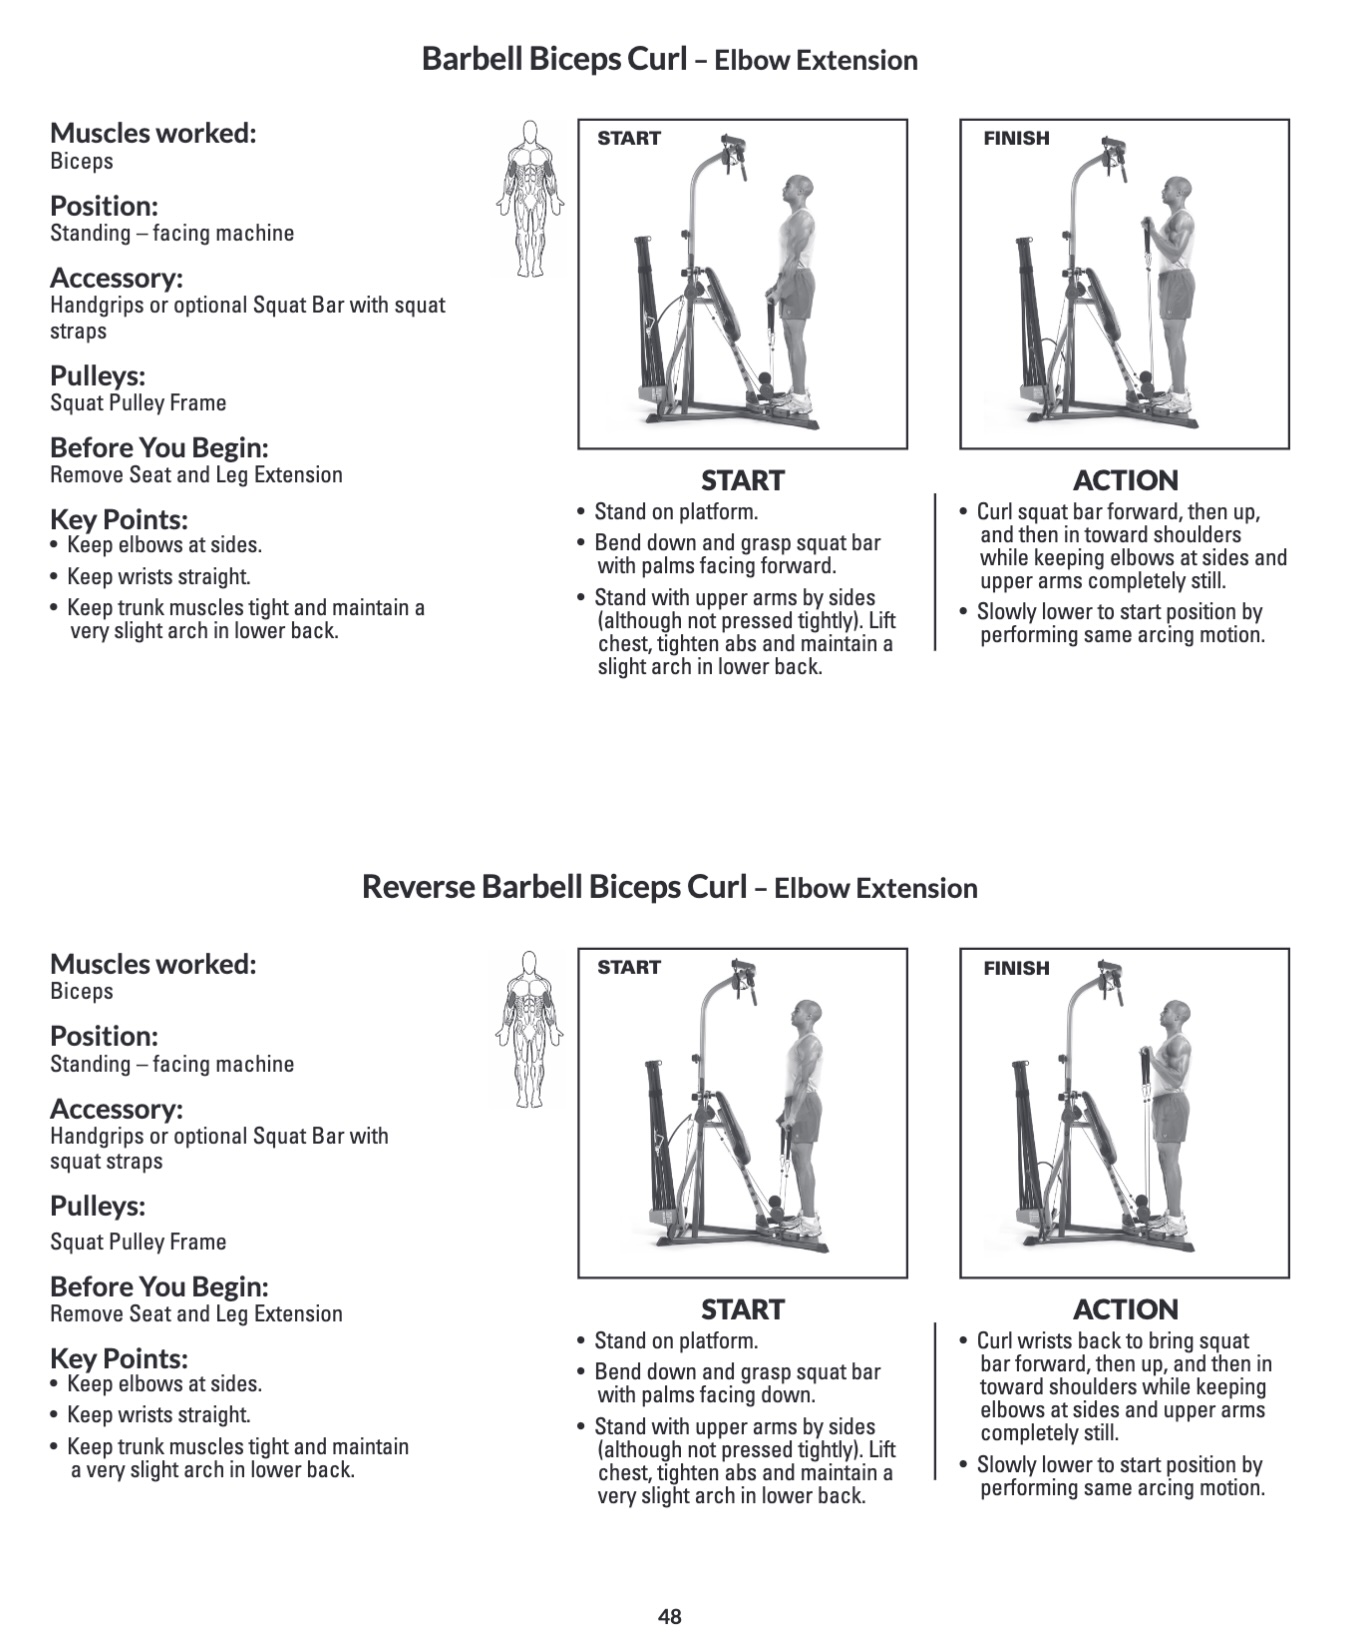 Barbell Biceps Curl – Elbow Extension
Muscles worked:
Biceps
Position:
Standing – facing machine
Accessory:
Handgrips or optional Squat Bar with squat
straps
Pulleys:
Squat Pulley Frame
Before You Begin:
Remove Seat and Leg Extension
Key Points:
• Keep elbows at sides.
• Keep wrists straight.
• Keep trunk muscles tight and maintain a
very slight arch in lower back.
START
START
• Stand on platform.
• Bend down and grasp squat bar
with palms facing forward.
• Stand with upper arms by sides
(although not pressed tightly). Lift
chest, tighten abs and maintain a
slight arch in lower back.
FINISH
ACTION
• Curl squat bar forward, then up,
and then in toward shoulders
while keeping elbows at sides and
upper arms completely still.
• Slowly lower to start position by
performing same arcing motion.
Reverse Barbell Biceps Curl – Elbow Extension
Muscles worked:
Biceps
Position:
Standing – facing machine
Accessory:
Handgrips or optional Squat Bar with
squat straps
Pulleys:
Squat Pulley Frame
Before You Begin:
Remove Seat and Leg Extension
Key Points:
• Keep elbows at sides.
• Keep wrists straight.
• Keep trunk muscles tight and maintain
a very slight arch in lower back.
START
START
• Stand on platform.
• Bend down and grasp squat bar
with palms facing down.
• Stand with upper arms by sides
(although not pressed tightly). Lift
chest, tighten abs and maintain a
very slight arch in lower back.
FINISH
ACTION
• Curl wrists back to bring squat
bar forward, then up, and then in
toward shoulders while keeping
elbows at sides and upper arms
completely still.
• Slowly lower to start position by
performing same arcing motion.
48